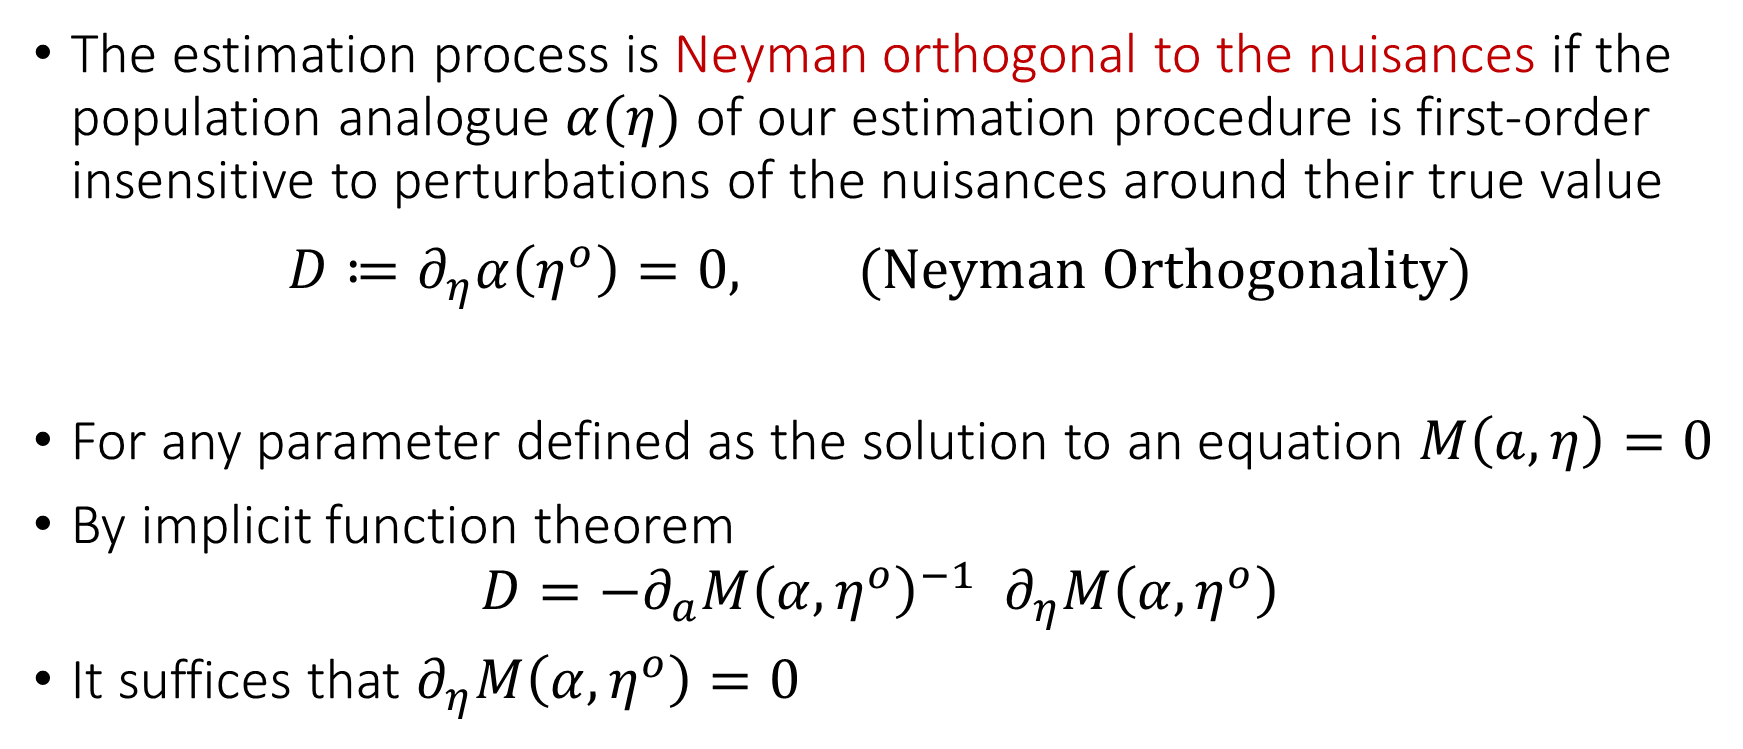 • The estimation process is Neyman orthogonal to the nuisances if the
population analogue α(η) of our estimation procedure is first-order
insensitive to perturbations of the nuisances around their true value
D ≔ ∂_η α(η^o) = 0, (Neyman Orthogonality)
• For any parameter defined as the solution to an equation M(a, η) = 0
• By implicit function theorem
D = −∂_a M(α, η^o)^{−1} ∂_η M(α, η^o)
• It suffices that ∂_η M(α, η^o) = 0